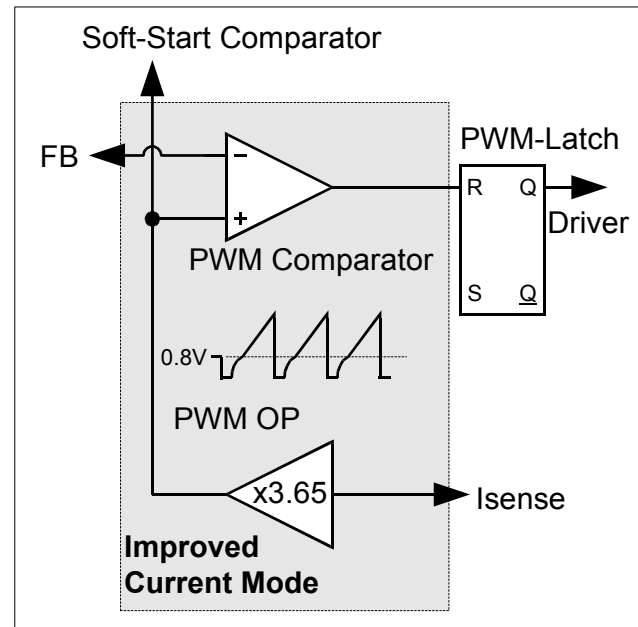 Soft-Start Comparator
FB
PWM-Latch
−
+
R Q
Driver
PWM Comparator
S Q
0.8V
PWM OP
x3.65
Isense
Improved
Current Mode